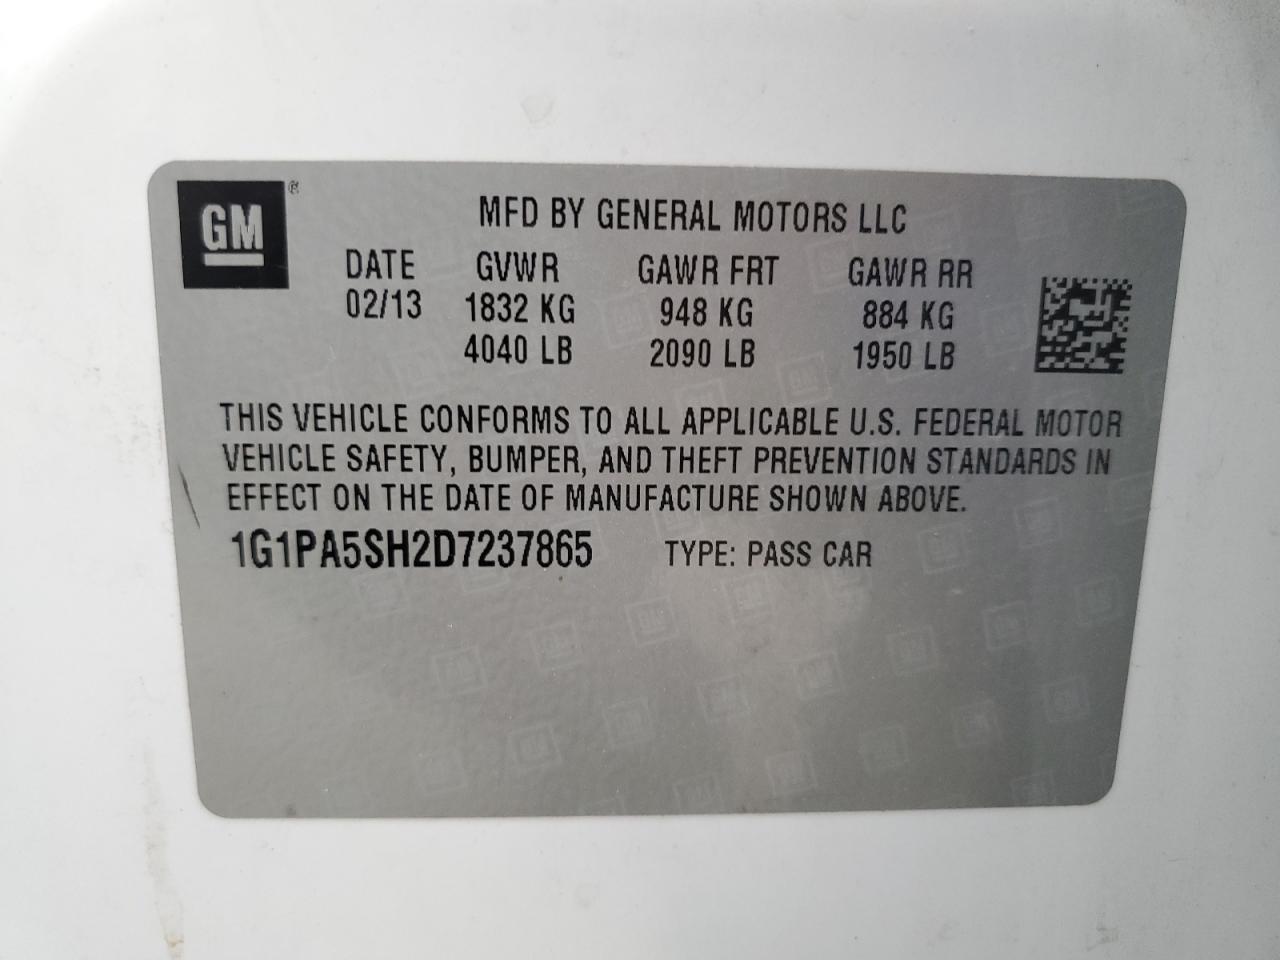 GM ®
MFD BY GENERAL MOTORS LLC
DATE GVWR GAWR FRT GAWR RR
02/13 1832 KG 948 KG 884 KG
4040 LB 2090 LB 1950 LB
THIS VEHICLE CONFORMS TO ALL APPLICABLE U.S. FEDERAL MOTOR
VEHICLE SAFETY, BUMPER, AND THEFT PREVENTION STANDARDS IN
EFFECT ON THE DATE OF MANUFACTURE SHOWN ABOVE.
1G1PA5SH2D7237865 TYPE: PASS CAR